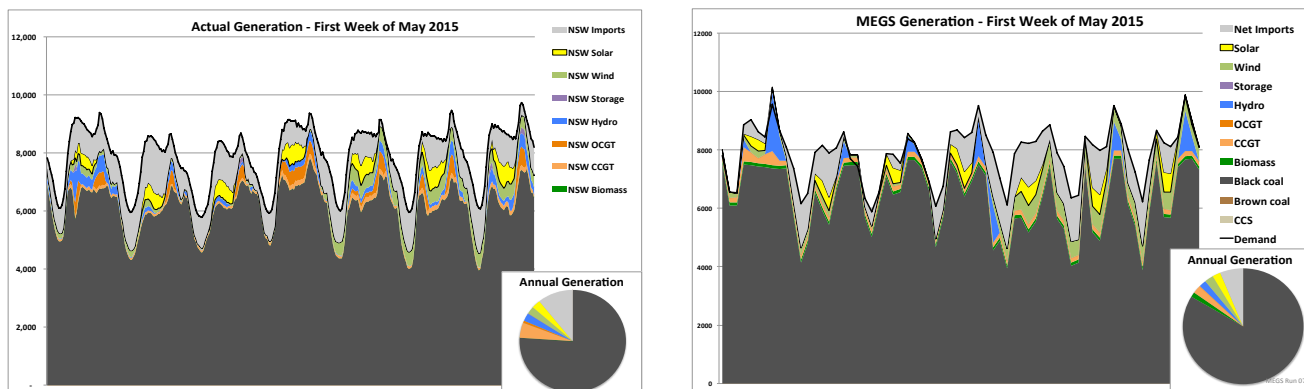 Actual Generation - First Week of May 2015
12,000
10,000
8,000
6,000
4,000
2,000
-
NSW Imports
NSW Solar
NSW Wind
NSW Storage
NSW Hydro
NSW OCGT
NSW CCGT
NSW Biomass
Annual Generation
MEGS Generation - First Week of May 2015
12000
10000
8000
6000
4000
2000
0
Net Imports
Solar
Wind
Storage
Hydro
OCGT
CCGT
Biomass
Black coal
Brown coal
CCS
Demand
Annual Generation
MEGS Run